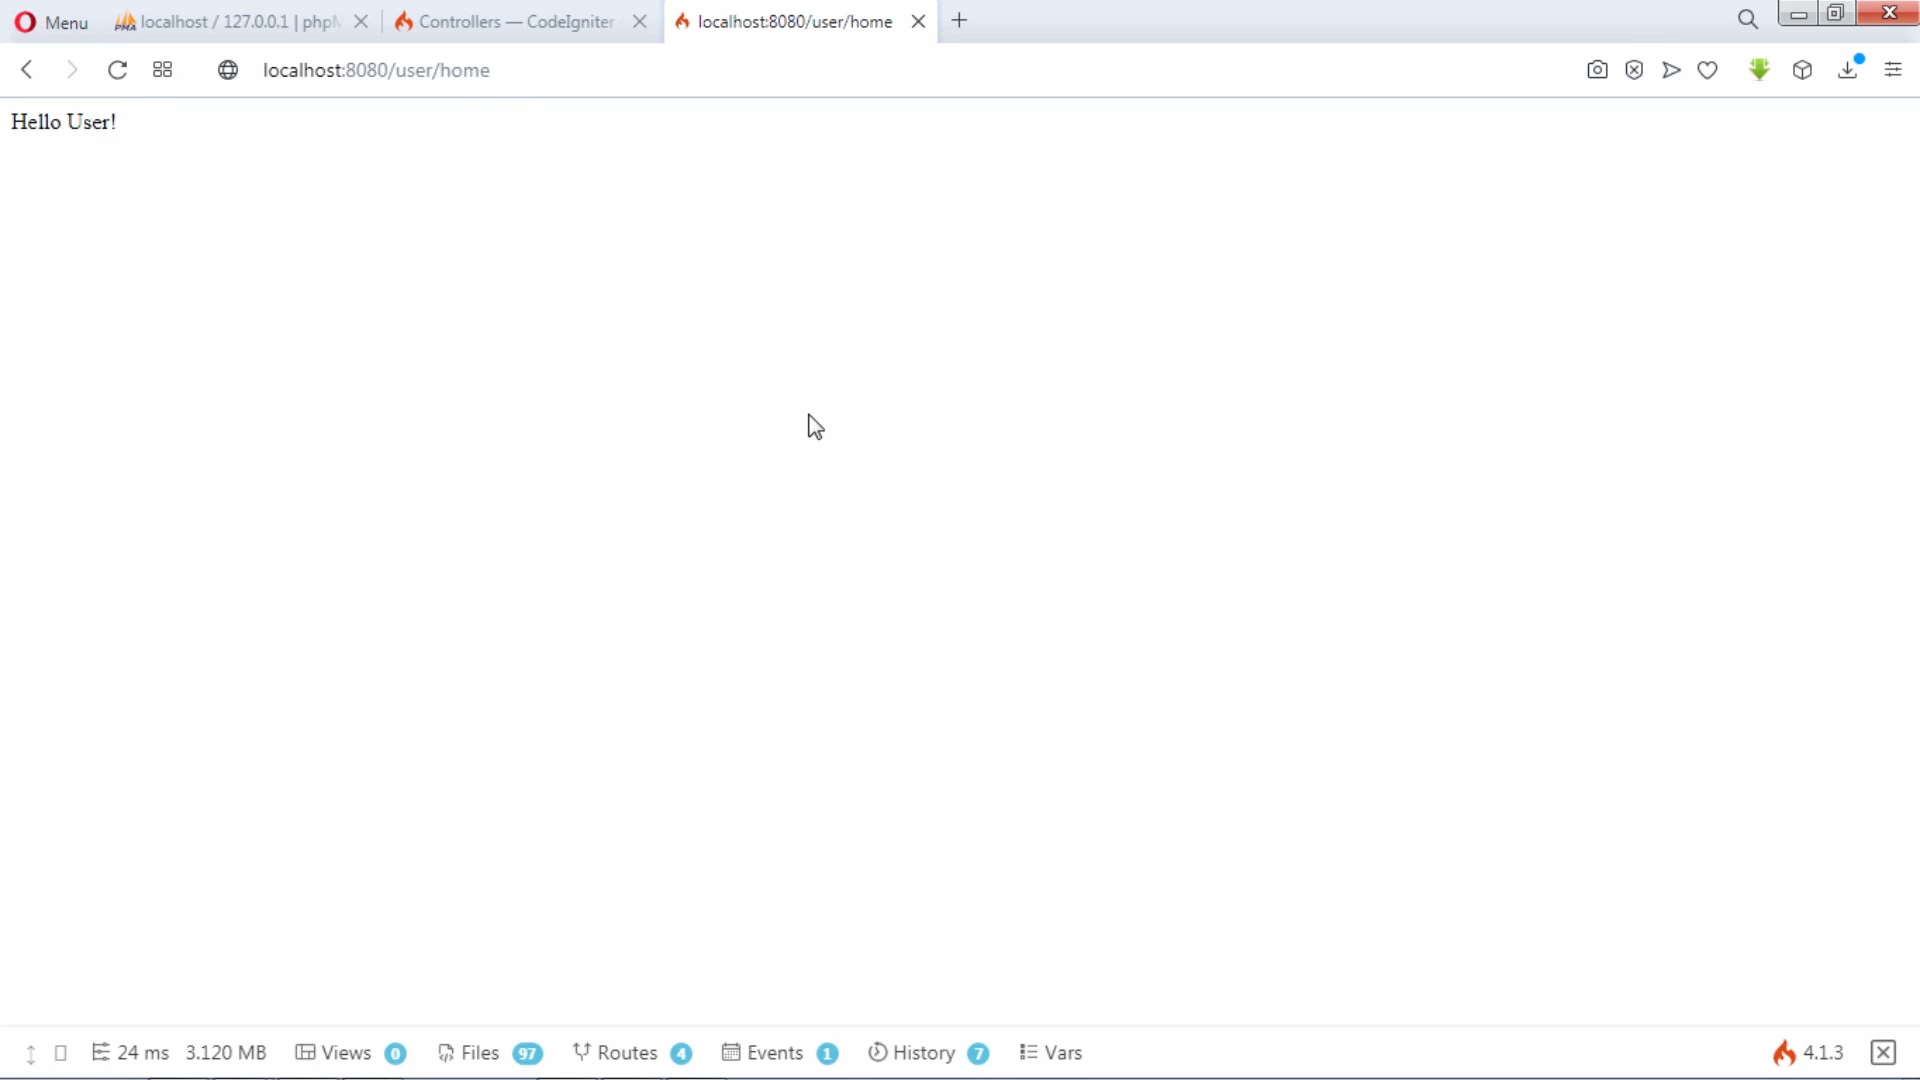 Menu
localhost / 127.0.0.1 | phpM
Controllers — CodeIgniter
localhost:8080/user/home
localhost:8080/user/home
Hello User!
24 ms 3.120 MB Views 0 Files 97 Routes 4 Events 1 History 7 Vars 4.1.3